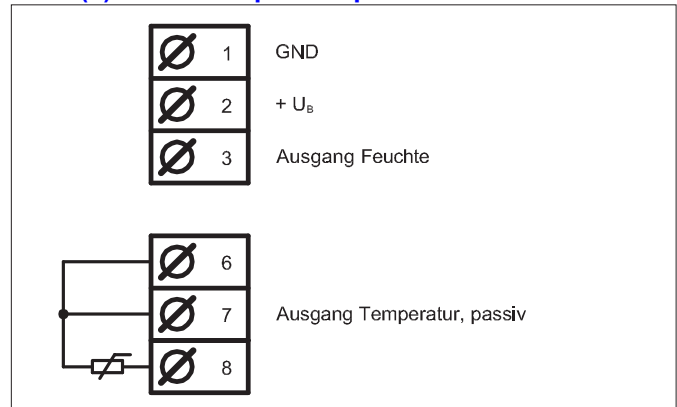 1 GND
2 + U_B
3 Ausgang Feuchte
6
7 Ausgang Temperatur, passiv
8